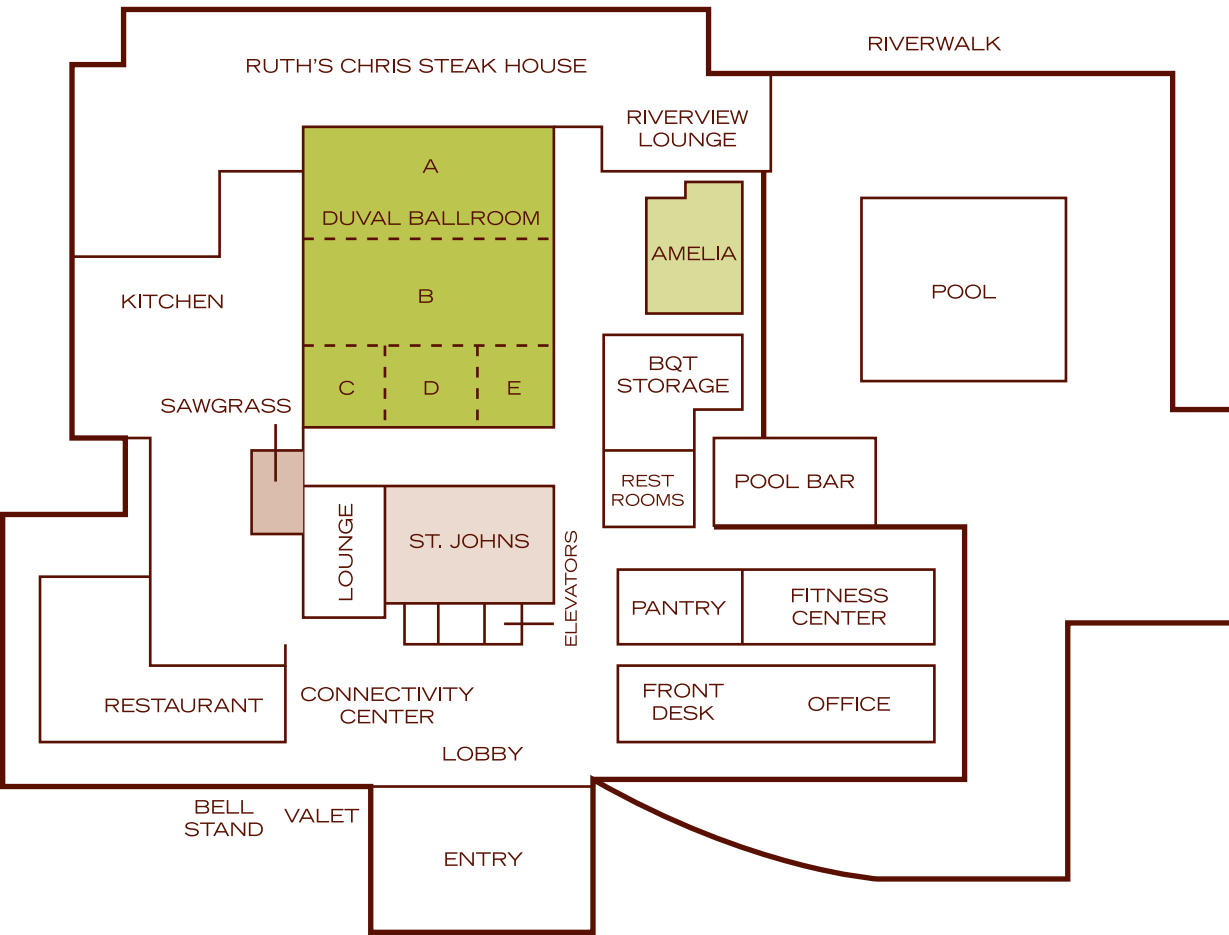 RIVERWALK
RUTH'S CHRIS STEAK HOUSE
RIVERVIEW
LOUNGE
A
DUVAL BALLROOM
AMELIA
B
KITCHEN
POOL
BQT
STORAGE
C
D
E
SAWGRASS
REST
ROOMS
POOL BAR
LOUNGE
ST. JOHNS
ELEVATORS
PANTRY
FITNESS
CENTER
RESTAURANT
CONNECTIVITY
CENTER
FRONT
DESK
OFFICE
LOBBY
BELL
STAND
VALET
ENTRY